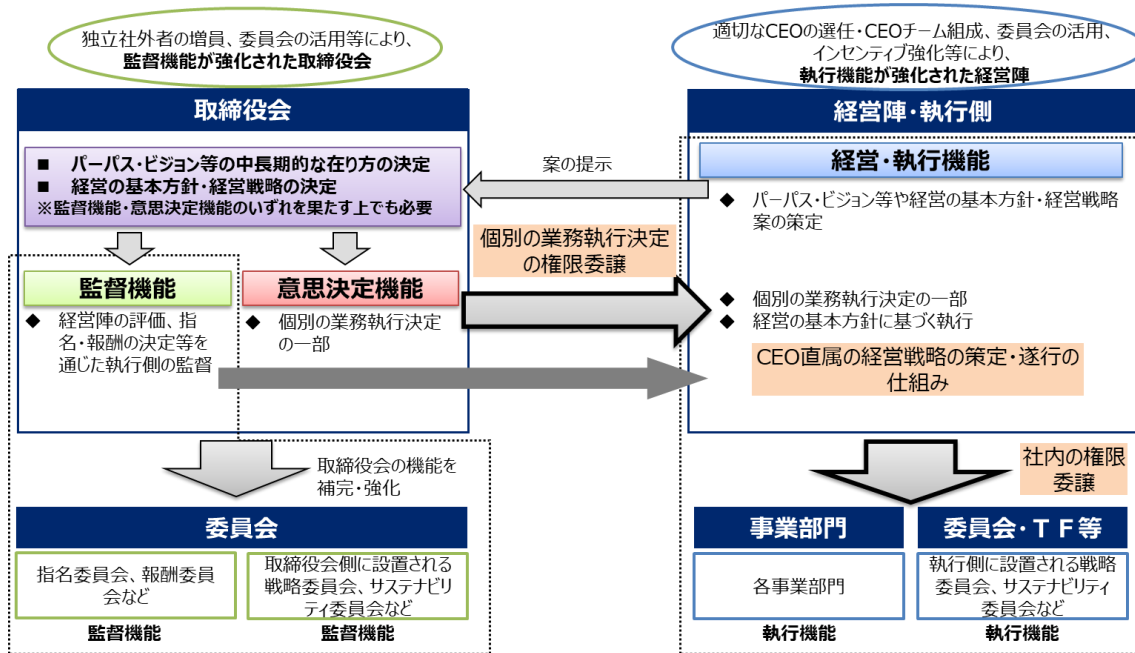 独立社外者の増員、委員会の活用等により、
監督機能が強化された取締役会
適切なCEOの選任・CEOチーム組成、委員会の活用、
インセンティブ強化等により、
執行機能が強化された経営陣
取締役会
■ パーパス・ビジョン等の中長期的な在り方の決定
■ 経営の基本方針・経営戦略の決定
※監督機能・意思決定機能のいずれを果たす上でも必要
監督機能
◆ 経営陣の評価、指
名・報酬の決定等を
通じた執行側の監督
意思決定機能
◆ 個別の業務執行決定
の一部
案の提示
個別の業務執行決定
の権限委譲
経営陣・執行側
経営・執行機能
◆ パーパス・ビジョン等や経営の基本方針・経営戦略
案の策定
◆ 個別の業務執行決定の一部
◆ 経営の基本方針に基づく執行
CEO直属の経営戦略の策定・遂行の
仕組み
取締役会の機能を
補完・強化
社内の権限
委譲
委員会
指名委員会、報酬委員
会など
監督機能
取締役会側に設置される
戦略委員会、サステナビリ
ティ委員会など
監督機能
事業部門
各事業部門
執行機能
委員会・ＴＦ等
執行側に設置される戦略
委員会、サステナビリティ
委員会など
執行機能